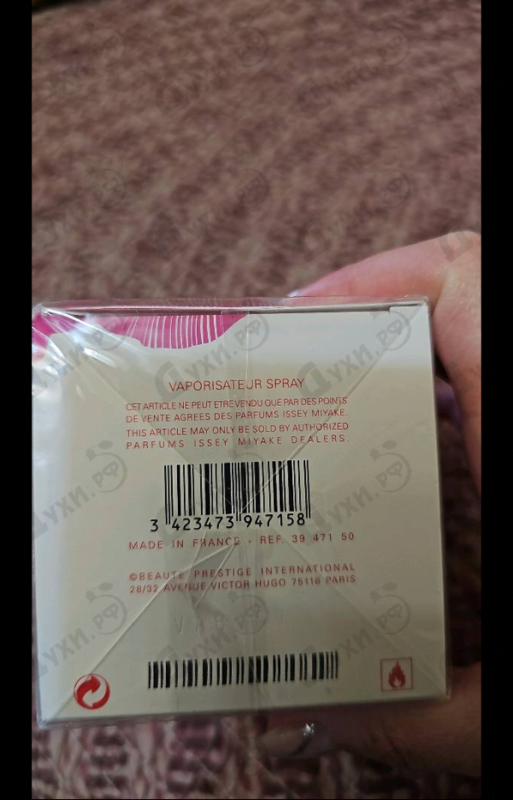 VAPORISATEUR SPRAY
CET ARTICLE NE PEUT ETRE VENDU QUE PAR DES POINTS
DE VENTE AGREES DES PARFUMS ISSEY MIYAKE.
THIS ARTICLE MAY ONLY BE SOLD BY AUTHORIZED
PARFUMS ISSEY MIYAKE DEALERS.
3 423473 947158
MADE IN FRANCE - REF. 39 471 50
©BEAUTE PRESTIGE INTERNATIONAL
28/32 AVENUE VICTOR HUGO 75116 PARIS
Духи.рф